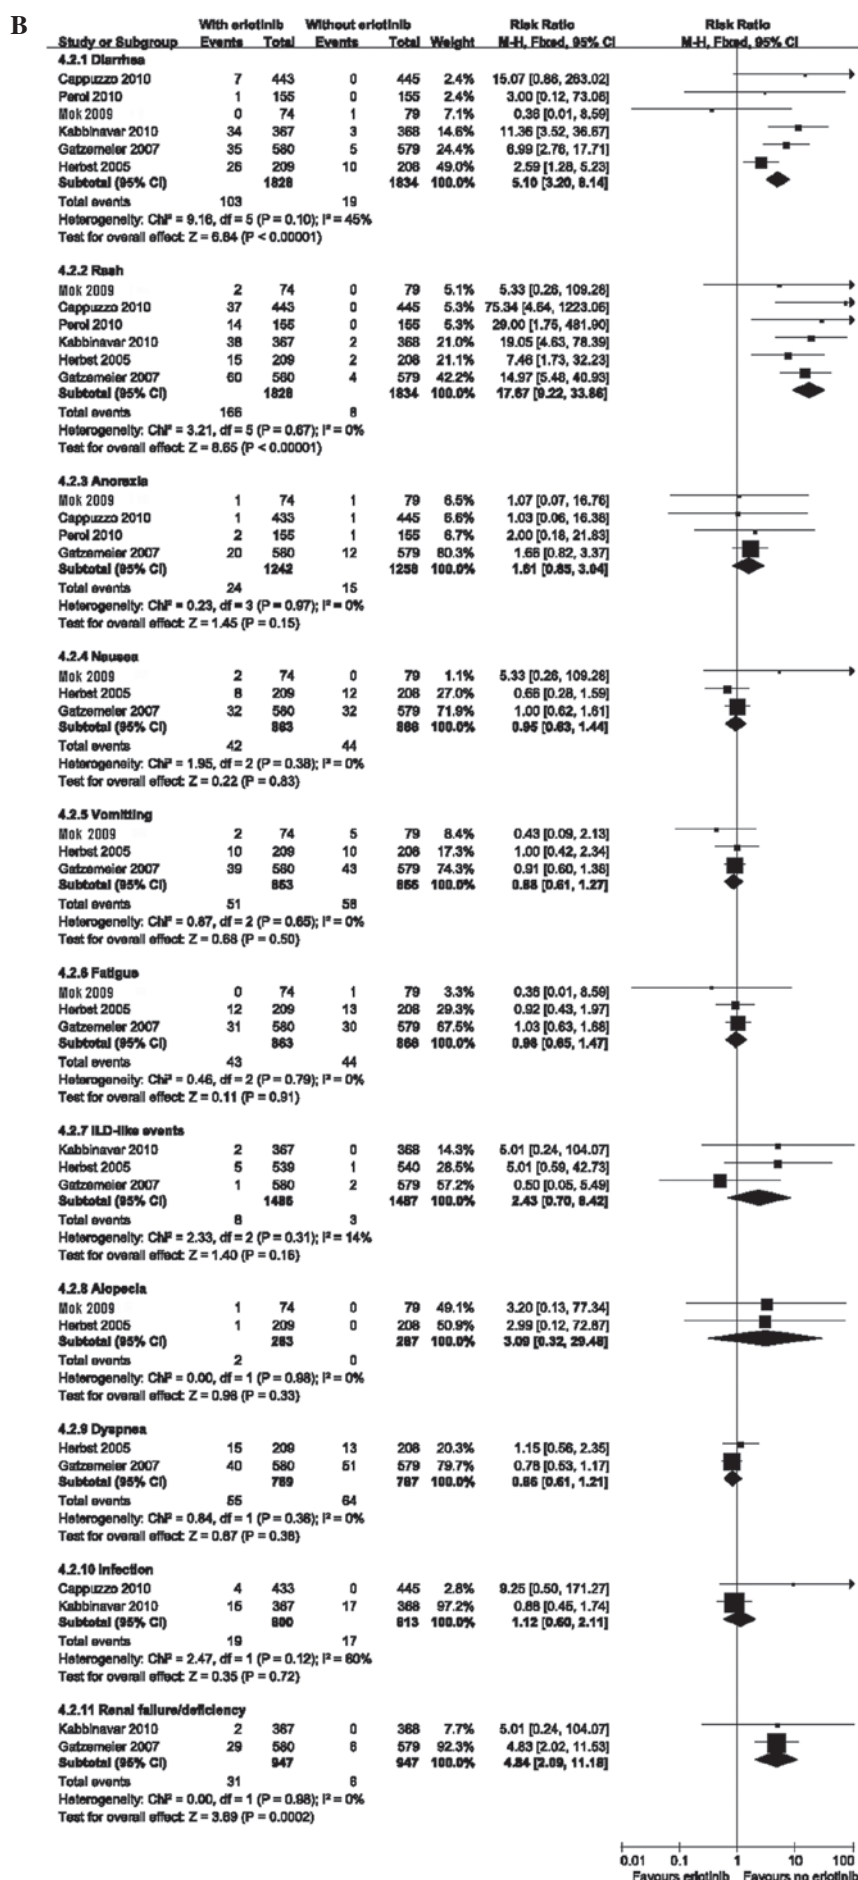 B
With erlotinib Without erlotinib Risk Ratio Risk Ratio
Study or Subgroup Events Total Events Total Weight M-H, Fixed, 95% CI M-H, Fixed, 95% CI
4.2.1 Diarrhea
Cappuzzo 2010 7 443 0 445 2.4% 15.07 [0.86, 263.02]
Perol 2010 1 155 0 155 2.4% 3.00 [0.12, 73.06]
Mok 2009 0 74 1 79 7.1% 0.36 [0.01, 8.59]
Kabbinavar 2010 34 367 3 368 14.6% 11.36 [3.52, 36.67]
Gatzemeier 2007 35 580 5 579 24.4% 6.99 [2.76, 17.71]
Herbst 2005 26 209 10 208 49.0% 2.59 [1.28, 5.23]
Subtotal (95% CI) 1828 1834 100.0% 5.10 [3.20, 8.14]
Total events 103 19
Heterogeneity: Chi² = 9.16, df = 5 (P = 0.10); I² = 45%
Test for overall effect: Z = 6.84 (P < 0.00001)
4.2.2 Rash
Mok 2009 2 74 0 79 5.1% 5.33 [0.26, 109.28]
Cappuzzo 2010 37 443 0 445 5.3% 75.34 [4.64, 1223.06]
Perol 2010 14 155 0 155 5.3% 29.00 [1.75, 481.90]
Kabbinavar 2010 38 367 2 368 21.0% 19.05 [4.63, 78.39]
Herbst 2005 15 209 2 208 21.1% 7.46 [1.73, 32.23]
Gatzemeier 2007 60 580 4 579 42.2% 14.97 [5.48, 40.93]
Subtotal (95% CI) 1828 1834 100.0% 17.67 [9.22, 33.86]
Total events 166 8
Heterogeneity: Chi² = 3.21, df = 5 (P = 0.67); I² = 0%
Test for overall effect: Z = 8.65 (P < 0.00001)
4.2.3 Anorexia
Mok 2009 1 74 1 79 6.5% 1.07 [0.07, 16.76]
Cappuzzo 2010 1 433 1 445 6.6% 1.03 [0.06, 16.38]
Perol 2010 2 155 1 155 6.7% 2.00 [0.18, 21.83]
Gatzemeier 2007 20 580 12 579 80.3% 1.66 [0.82, 3.37]
Subtotal (95% CI) 1242 1258 100.0% 1.61 [0.85, 3.04]
Total events 24 15
Heterogeneity: Chi² = 0.23, df = 3 (P = 0.97); I² = 0%
Test for overall effect: Z = 1.45 (P = 0.15)
4.2.4 Nausea
Mok 2009 2 74 0 79 1.1% 5.33 [0.26, 109.28]
Herbst 2005 8 209 12 208 27.0% 0.66 [0.28, 1.59]
Gatzemeier 2007 32 580 32 579 71.9% 1.00 [0.62, 1.61]
Subtotal (95% CI) 863 866 100.0% 0.95 [0.63, 1.44]
Total events 42 44
Heterogeneity: Chi² = 1.95, df = 2 (P = 0.38); I² = 0%
Test for overall effect: Z = 0.22 (P = 0.83)
4.2.5 Vomitting
Mok 2009 2 74 5 79 8.4% 0.43 [0.09, 2.13]
Herbst 2005 10 209 10 208 17.3% 1.00 [0.42, 2.34]
Gatzemeier 2007 39 580 43 579 74.3% 0.91 [0.60, 1.38]
Subtotal (95% CI) 863 866 100.0% 0.88 [0.61, 1.27]
Total events 51 58
Heterogeneity: Chi² = 0.87, df = 2 (P = 0.65); I² = 0%
Test for overall effect: Z = 0.68 (P = 0.50)
4.2.6 Fatigue
Mok 2009 0 74 1 79 3.3% 0.36 [0.01, 8.59]
Herbst 2005 12 209 13 208 29.3% 0.92 [0.43, 1.97]
Gatzemeier 2007 31 580 30 579 67.5% 1.03 [0.63, 1.68]
Subtotal (95% CI) 863 866 100.0% 0.98 [0.65, 1.47]
Total events 43 44
Heterogeneity: Chi² = 0.46, df = 2 (P = 0.79); I² = 0%
Test for overall effect: Z = 0.11 (P = 0.91)
4.2.7 ILD-like events
Kabbinavar 2010 2 367 0 368 14.3% 5.01 [0.24, 104.07]
Herbst 2005 5 539 1 540 28.5% 5.01 [0.59, 42.73]
Gatzemeier 2007 1 580 2 579 57.2% 0.50 [0.05, 5.49]
Subtotal (95% CI) 1486 1487 100.0% 2.43 [0.70, 8.42]
Total events 8 3
Heterogeneity: Chi² = 2.33, df = 2 (P = 0.31); I² = 14%
Test for overall effect: Z = 1.40 (P = 0.16)
4.2.8 Alopecia
Mok 2009 1 74 0 79 49.1% 3.20 [0.13, 77.34]
Herbst 2005 1 209 0 208 50.9% 2.99 [0.12, 72.87]
Subtotal (95% CI) 283 287 100.0% 3.09 [0.32, 29.48]
Total events 2 0
Heterogeneity: Chi² = 0.00, df = 1 (P = 0.98); I² = 0%
Test for overall effect: Z = 0.98 (P = 0.33)
4.2.9 Dyspnea
Herbst 2005 15 209 13 208 20.3% 1.15 [0.56, 2.35]
Gatzemeier 2007 40 580 51 579 79.7% 0.78 [0.53, 1.17]
Subtotal (95% CI) 789 787 100.0% 0.86 [0.61, 1.21]
Total events 55 64
Heterogeneity: Chi² = 0.84, df = 1 (P = 0.36); I² = 0%
Test for overall effect: Z = 0.87 (P = 0.38)
4.2.10 Infection
Cappuzzo 2010 4 433 0 445 2.8% 9.25 [0.50, 171.27]
Kabbinavar 2010 15 367 17 368 97.2% 0.88 [0.45, 1.74]
Subtotal (95% CI) 800 813 100.0% 1.12 [0.60, 2.11]
Total events 19 17
Heterogeneity: Chi² = 2.47, df = 1 (P = 0.12); I² = 60%
Test for overall effect: Z = 0.35 (P = 0.72)
4.2.11 Renal failure/deficiency
Kabbinavar 2010 2 367 0 368 7.7% 5.01 [0.24, 104.07]
Gatzemeier 2007 29 580 6 579 92.3% 4.83 [2.02, 11.53]
Subtotal (95% CI) 947 947 100.0% 4.84 [2.09, 11.18]
Total events 31 6
Heterogeneity: Chi² = 0.00, df = 1 (P = 0.98); I² = 0%
Test for overall effect: Z = 3.69 (P = 0.0002)
0.01 0.1 1 10 100
Favours erlotinib Favours no erlotinib